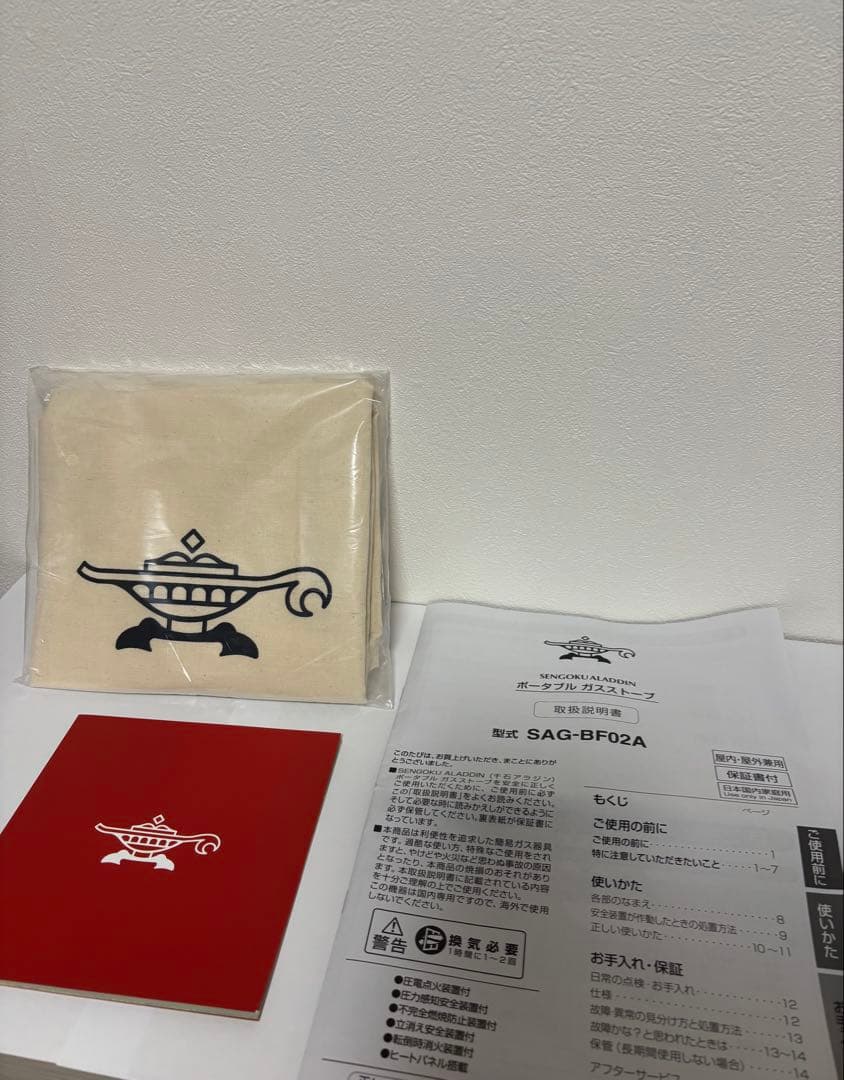 SENGOKU ALADDIN
ポータブル ガスストーブ
取扱説明書
型式 SAG-BF02A
このたびは、お買上げいただき、まことにありが
とうございました。
■SENGOKU ALADDIN (千石アラジン)
ポータブル ガスストーブを安全に正しく
ご使用いただくために、ご使用前に必ず
この「取扱説明書」をよくお読みください。
そして必要な時に読みかえしができるように
必ず保管してください。裏表紙が保証書に
なっています。
■本商品は利便性を追求した簡易ガス器具
です。過酷な使い方、特殊なご使用をされ
ますと、やけどや火災など思わぬ事故の原因
となったり、本商品の焼損のおそれがあり
ます。本取扱説明書に記載されている内容
を十分ご理解の上でご使用ください。
この機器は国内専用ですので、海外で使用
しないでください。
警告
換気必要
1時間に1~2回
●圧電点火装置付
●圧力感知安全装置付
●不完全燃焼防止装置付
●立消え安全装置付
●転倒時消火装置付
●ヒートパネル搭載
屋内・屋外兼用
保証書付
日本国内家庭用
Use only in Japan
もくじ
ページ
ご使用の前に
ご使用の前に 1
特に注意していただきたいこと 1~7
使いかた
各部のなまえ 8
安全装置が作動したときの処置方法 9
正しい使いかた 10~11
お手入れ・保証
日常の点検・お手入れ 12
仕様 12
故障・異常の見分け方と処置方法 13
故障かな?と思われたときは 13~14
保管(長期間使用しない場合) 14
アフターサービス
ご使用前に
使いかた